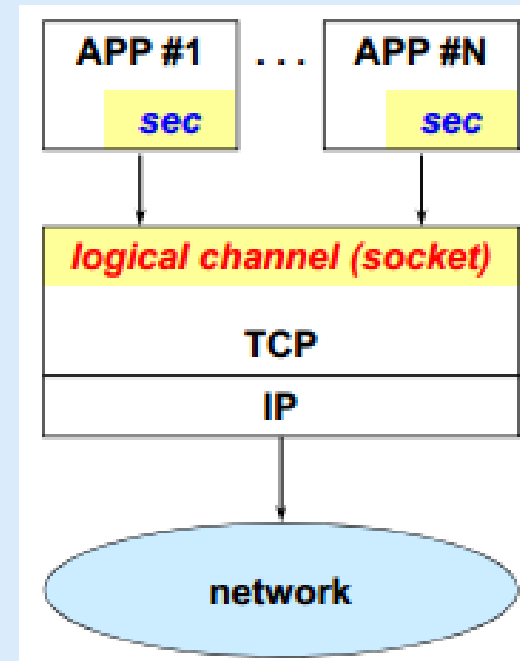 APP #1 . . . APP #N
sec sec
logical channel (socket)
TCP
IP
network